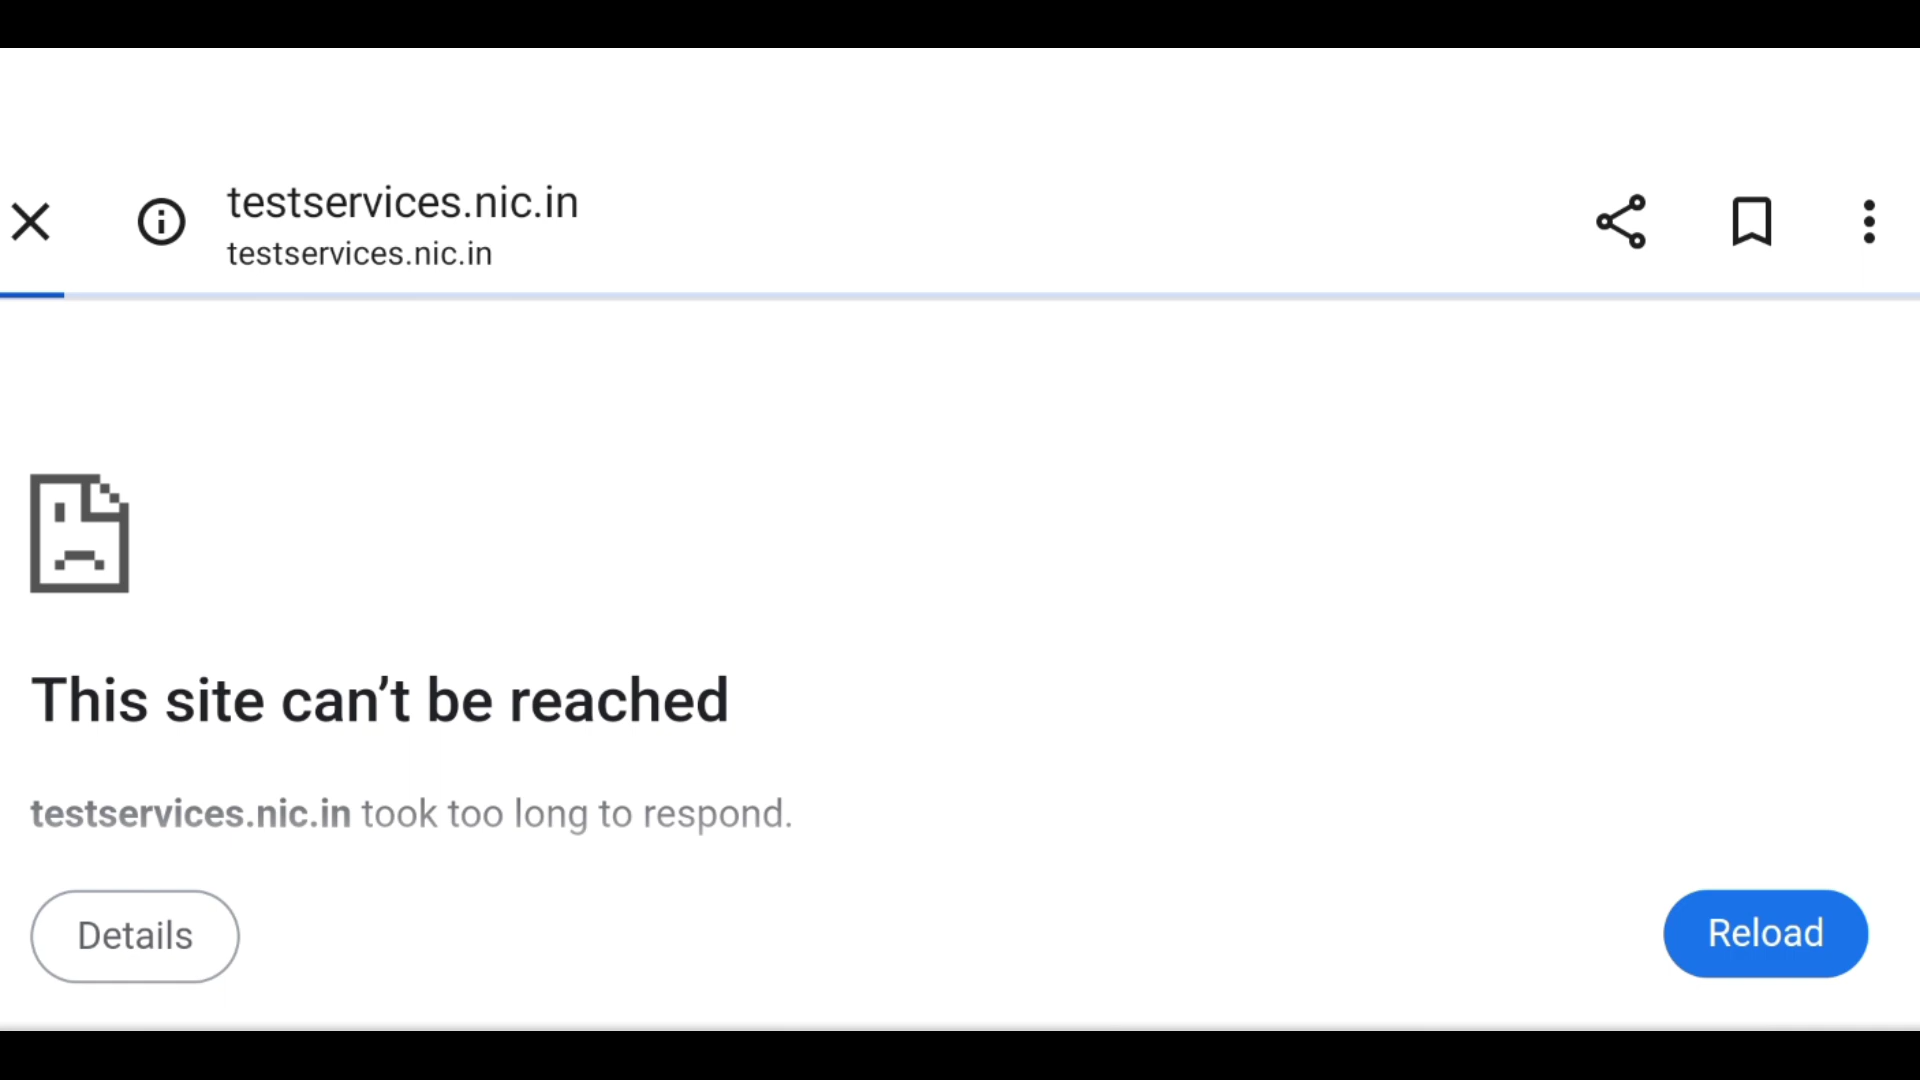 testservices.nic.in
testservices.nic.in
This site can’t be reached
testservices.nic.in took too long to respond.
Details
Reload